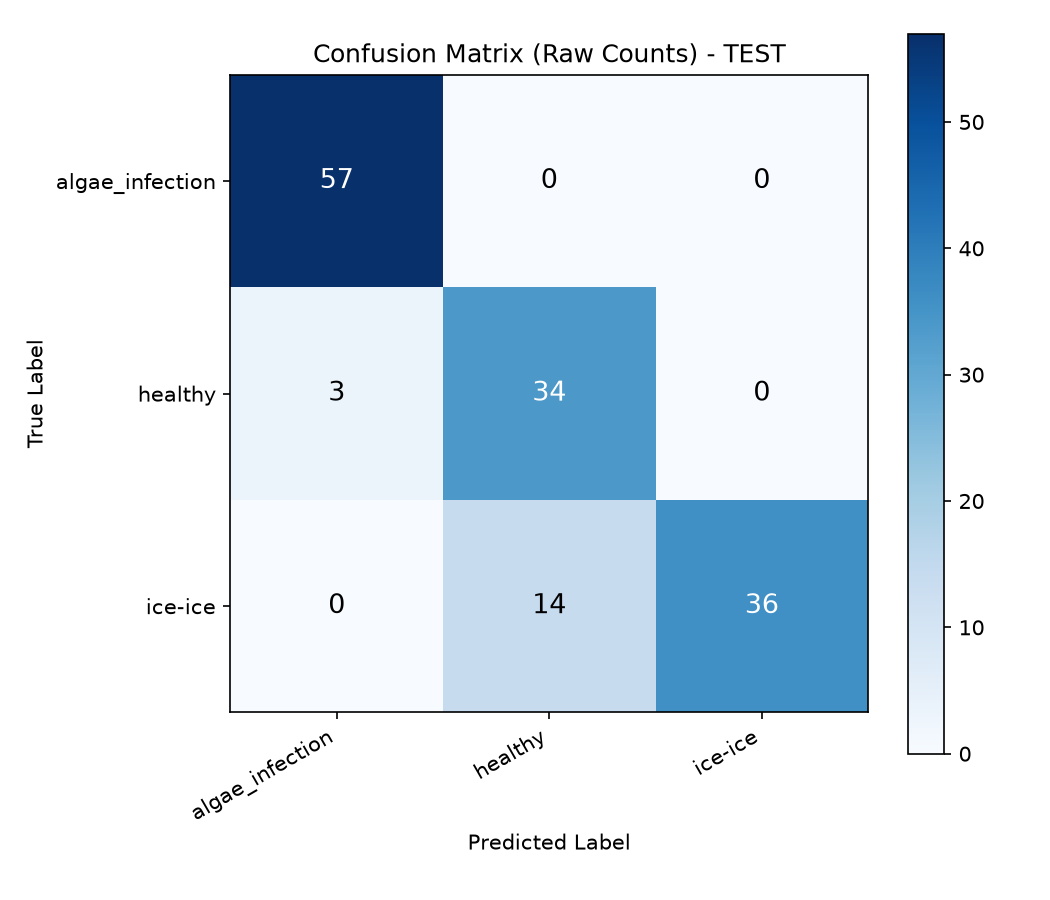 Confusion Matrix (Raw Counts) - TEST
True Label
algae_infection 57 0 0
healthy 3 34 0
ice-ice 0 14 36
algae_infection healthy ice-ice
Predicted Label
50
40
30
20
10
0